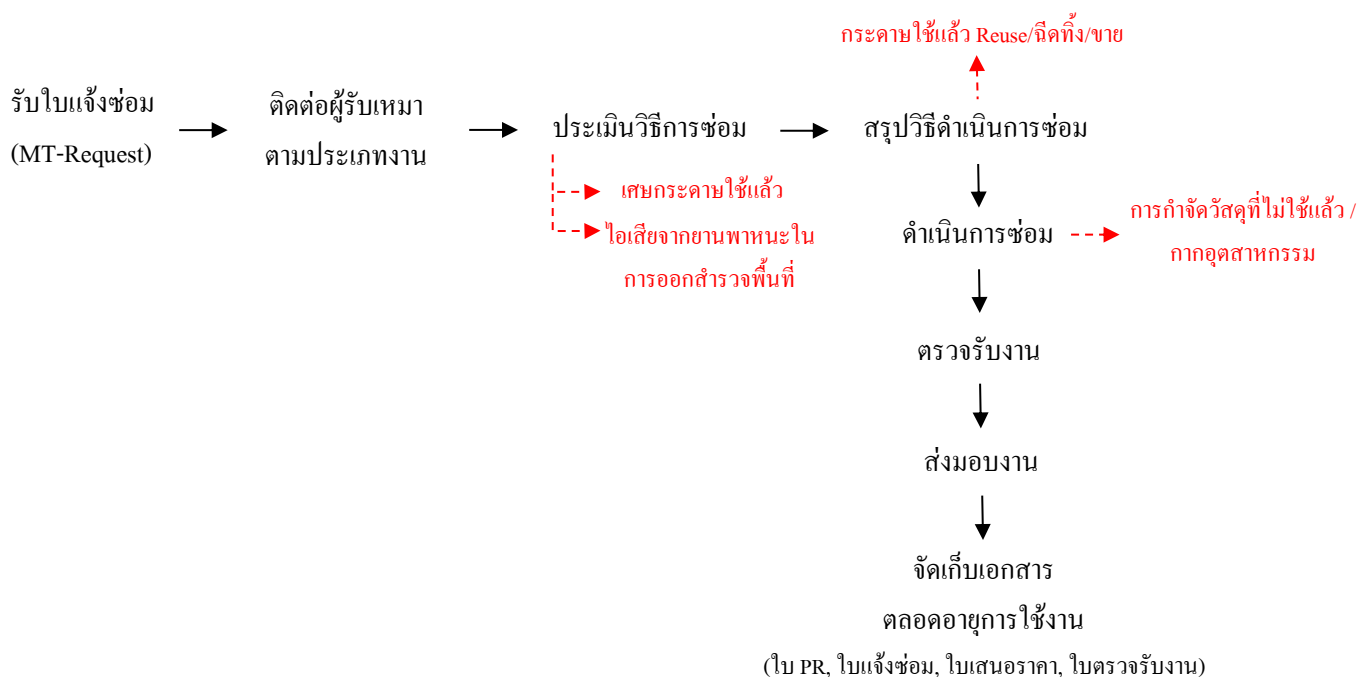 กระดาษใช้แล้ว Reuse/ฉีดทิ้ง/ขาย
รับใบแจ้งซ่อม
(MT-Request)
ติดต่อผู้รับเหมา
ตามประเภทงาน
ประเมินวิธีการซ่อม
สรุปวิธีดำเนินการซ่อม
เศษกระดาษใช้แล้ว
ไอเสียจากยานพาหนะใน
การออกสำรวจพื้นที่
ดำเนินการซ่อม
การกำจัดวัสดุที่ไม่ใช้แล้ว /
กากอุตสาหกรรม
ตรวจรับงาน
ส่งมอบงาน
จัดเก็บเอกสาร
ตลอดอายุการใช้งาน
(ใบ PR, ใบแจ้งซ่อม, ใบเสนอราคา, ใบตรวจรับงาน)